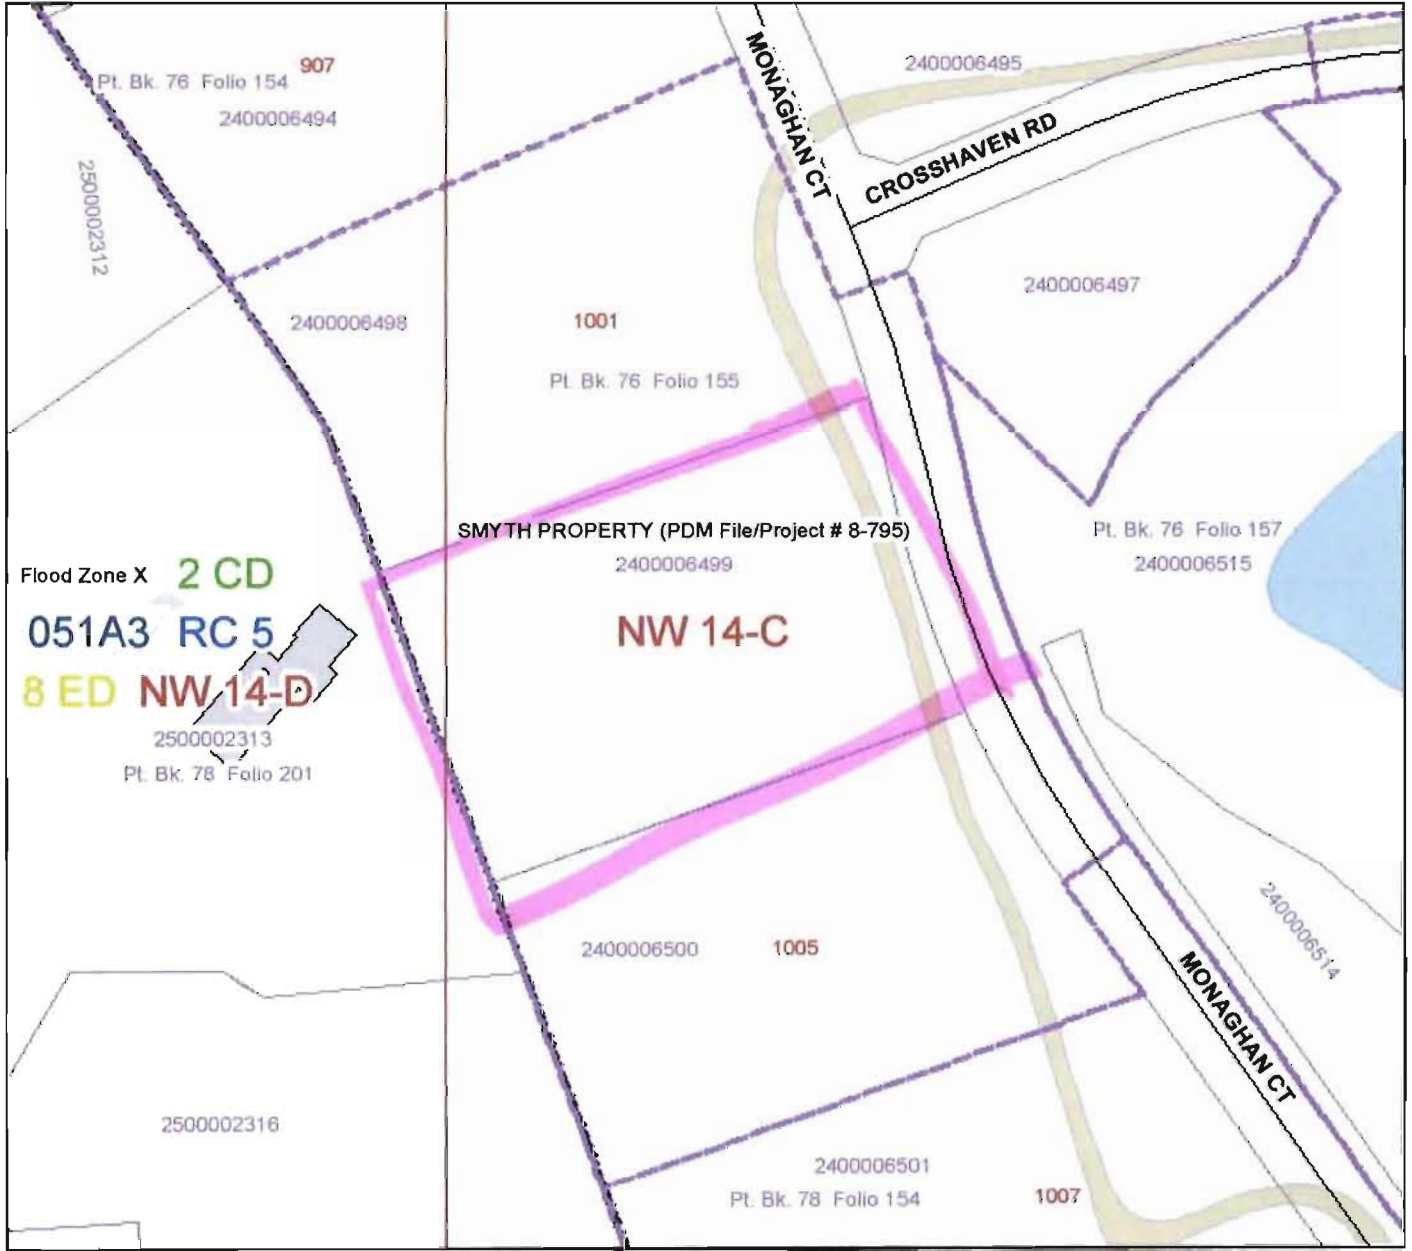 907
Pt. Bk. 76 Folio 154
2400006494
2500002312
MONAGHAN CT
2400006495
CROSSHAVEN RD
2400006497
2400006498
1001
Pt. Bk. 76 Folio 155
SMYTH PROPERTY (PDM File/Project # 8-795)
2400006499
Pt. Bk. 76 Folio 157
2400006515
Flood Zone X
2 CD
051A3
RC 5
8 ED
NW 14-D
NW 14-C
2500002313
Pt. Bk. 78 Folio 201
2400006500
1005
2400006514
MONAGHAN CT
2500002316
2400006501
Pt. Bk. 78 Folio 154
1007